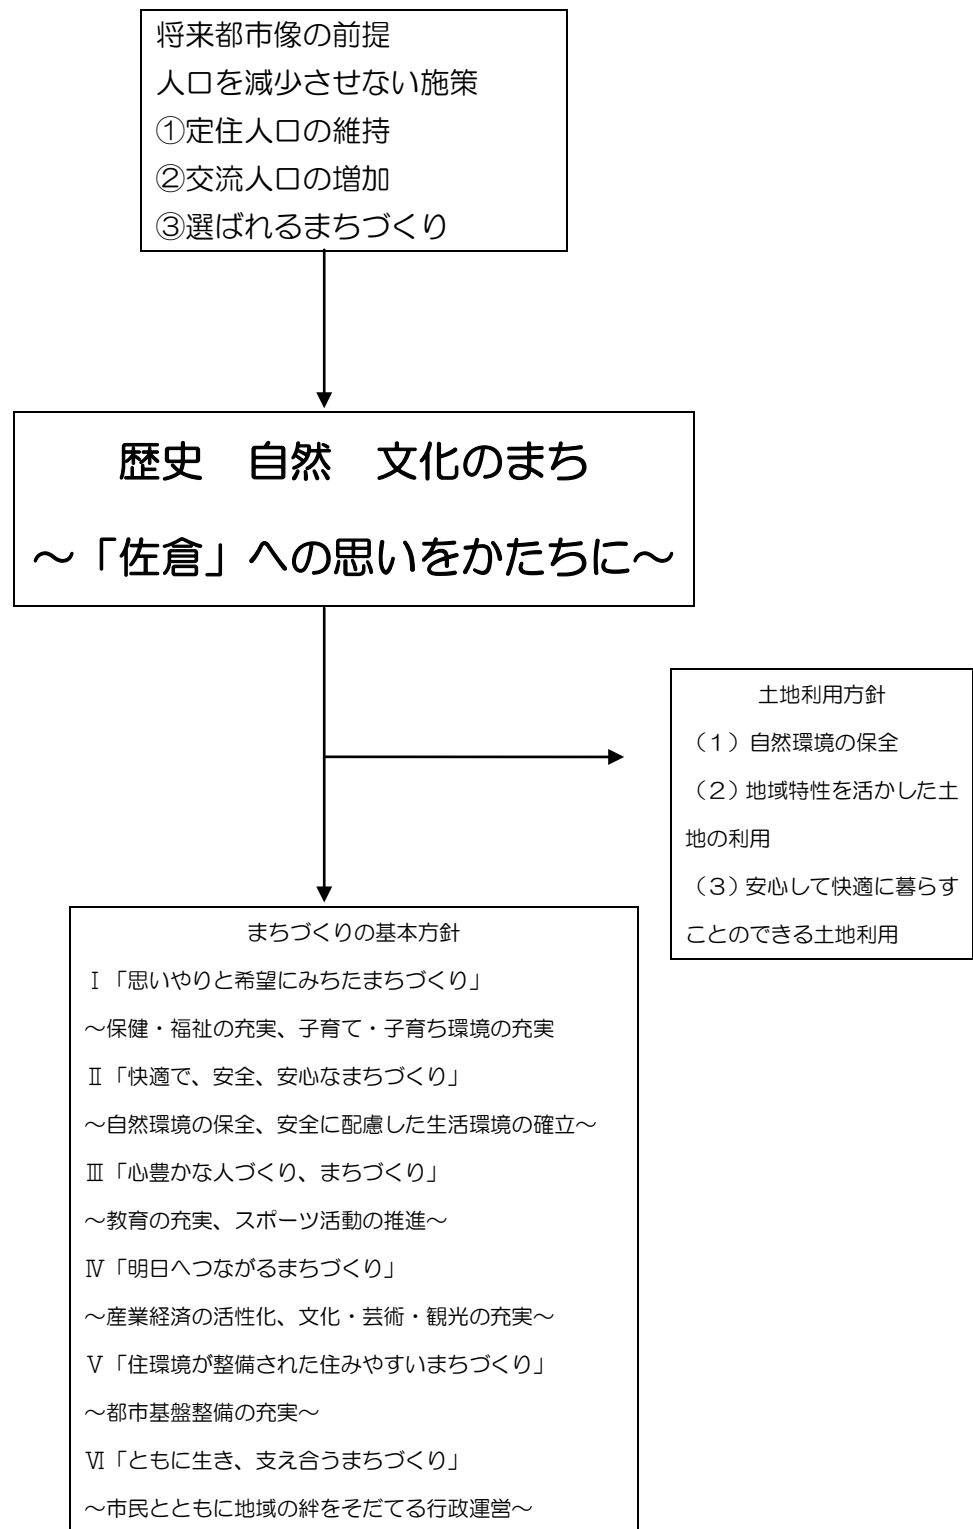 将来都市像の前提
人口を減少させない施策
①定住人口の維持
②交流人口の増加
③選ばれるまちづくり
歴史　自然　文化のまち
～「佐倉」への思いをかたちに～
土地利用方針
（１）自然環境の保全
（２）地域特性を活かした土
地の利用
（３）安心して快適に暮らす
ことのできる土地利用
まちづくりの基本方針
Ⅰ「思いやりと希望にみちたまちづくり」
～保健・福祉の充実、子育て・子育ち環境の充実
Ⅱ「快適で、安全、安心なまちづくり」
～自然環境の保全、安全に配慮した生活環境の確立～
Ⅲ「心豊かな人づくり、まちづくり」
～教育の充実、スポーツ活動の推進～
Ⅳ「明日へつながるまちづくり」
～産業経済の活性化、文化・芸術・観光の充実～
Ⅴ「住環境が整備された住みやすいまちづくり」
～都市基盤整備の充実～
Ⅵ「ともに生き、支え合うまちづくり」
～市民とともに地域の絆をそだてる行政運営～